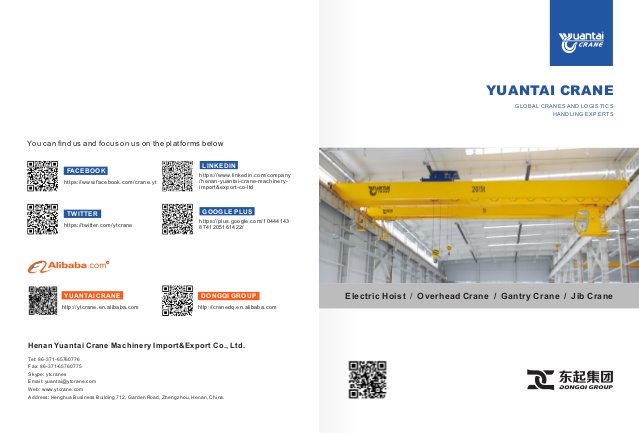 You can find us and focus on us on the platforms below
FACEBOOK
https://www.facebook.com/crane.yt
LINKEDIN
https://www.linkedin.com/company
/henan-yuantai-crane-machinery-
import&export-co-ltd
TWITTER
https://twitter.com/ytcrane
GOOGLE PLUS
https://plus.google.com/10444143
8741205161422/
Alibaba.com
YUANTAI CRANE
http://ytcrane.en.alibaba.com
DONGQI GROUP
http://cranedq.en.alibaba.com
Henan Yuantai Crane Machinery Import&Export Co., Ltd.
Tel: 86-371-65760776
Fax: 86-371-65760775
Skype: ytcranes
Email: yuantai@ytcrane.com
Web: www.ytcrane.com
Address: Henghua Business Building 712, Garden Road, Zhengzhou, Henan, China.
Yuantai
CRANE
YUANTAI CRANE
GLOBAL CRANES AND LOGISTICS
HANDLING EXPERTS
YUANTAI
20/5t
Electric Hoist / Overhead Crane / Gantry Crane / Jib Crane
东起集团
DONGQI GROUP